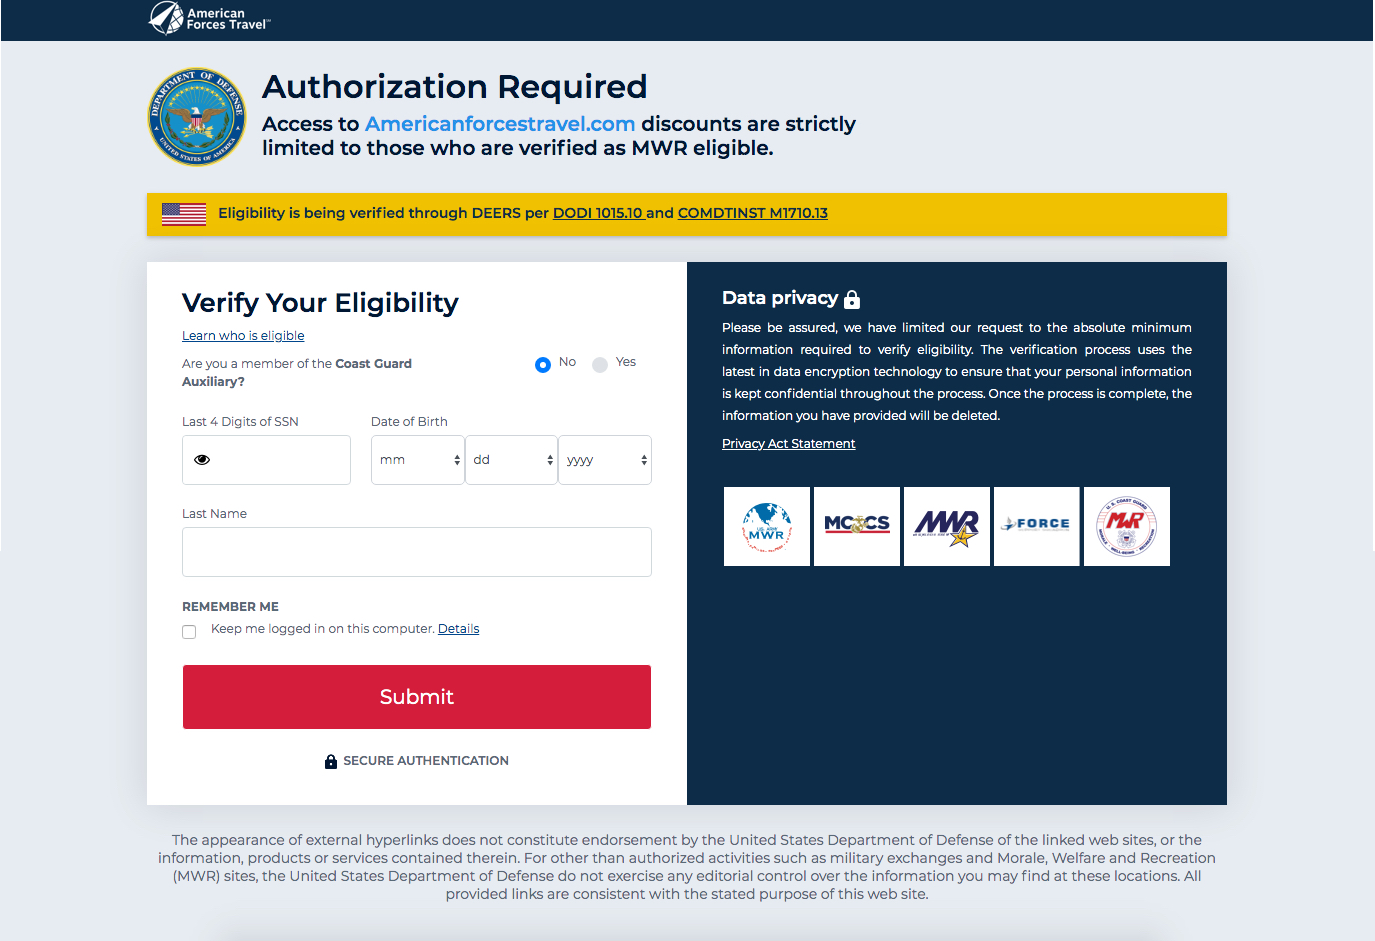 American
Forces Travel
DEPARTMENT OF DEFENSE
UNITED STATES OF AMERICA
Authorization Required
Access to Americanforcestravel.com discounts are strictly
limited to those who are verified as MWR eligible.
Eligibility is being verified through DEERS per DODI 1015.10 and COMDTINST M1710.13
Verify Your Eligibility
Learn who is eligible
Are you a member of the Coast Guard
Auxiliary?
No
Yes
Last 4 Digits of SSN
Date of Birth
mm
dd
yyyy
Last Name
REMEMBER ME
Keep me logged in on this computer. Details
Submit
SECURE AUTHENTICATION
Data privacy
Please be assured, we have limited our request to the absolute minimum
information required to verify eligibility. The verification process uses the
latest in data encryption technology to ensure that your personal information
is kept confidential throughout the process. Once the process is complete, the
information you have provided will be deleted.
Privacy Act Statement
U.S. ARMY
MWR
MCCS
MWR
FORCE
U.S. COAST GUARD
MWR
The appearance of external hyperlinks does not constitute endorsement by the United States Department of Defense of the linked web sites, or the
information, products or services contained therein. For other than authorized activities such as military exchanges and Morale, Welfare and Recreation
(MWR) sites, the United States Department of Defense do not exercise any editorial control over the information you may find at these locations. All
provided links are consistent with the stated purpose of this web site.